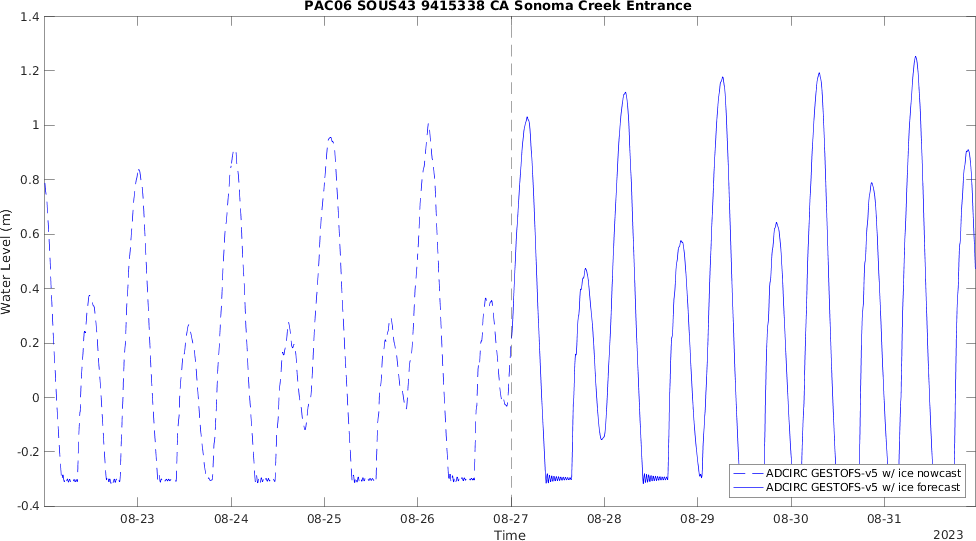 PAC06 SOUS43 9415338 CA Sonoma Creek Entrance
1.4
1.2
1
0.8
0.6
0.4
0.2
0
-0.2
-0.4
Water Level (m)
08-23 08-24 08-25 08-26 08-27 08-28 08-29 08-30 08-31
Time
2023
ADCIRC GESTOFS-v5 w/ ice nowcast
ADCIRC GESTOFS-v5 w/ ice forecast